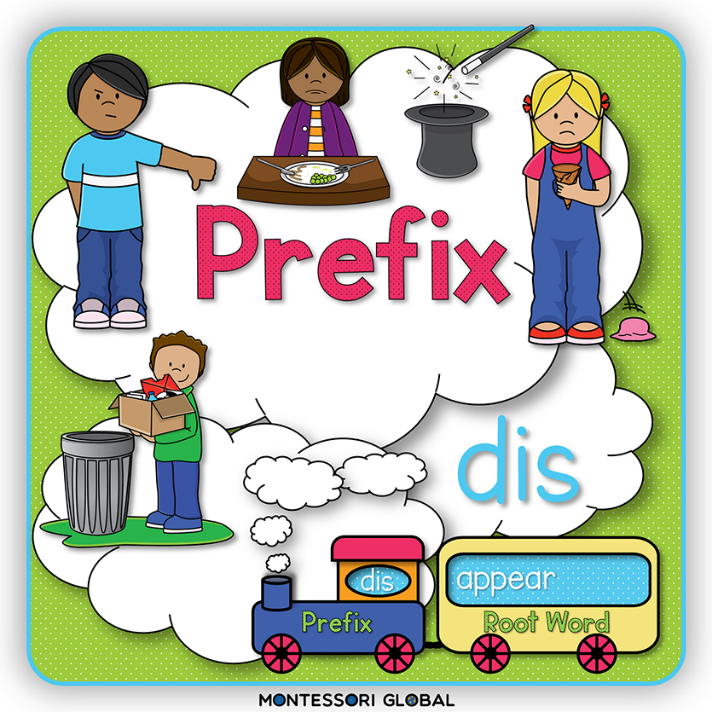 Prefix
dis
dis
appear
Prefix
Root Word
MONTESSORI GLOBAL